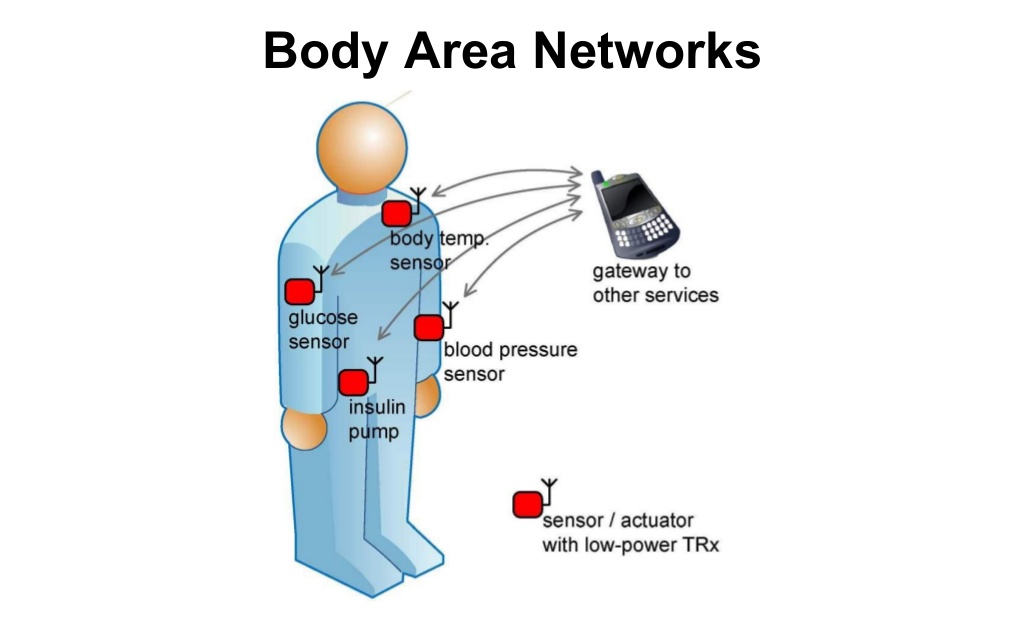 Body Area Networks
body temp.
sensor
gateway to
other services
glucose
sensor
blood pressure
sensor
insulin
pump
sensor / actuator
with low-power TRx